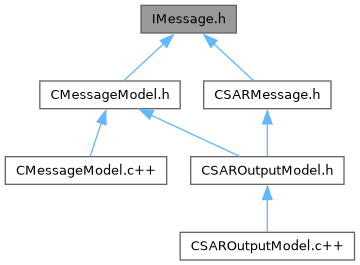 IMessage.h
CMessageModel.h
CSARMessage.h
CMessageModel.c++
CSAROutputModel.h
CSAROutputModel.c++